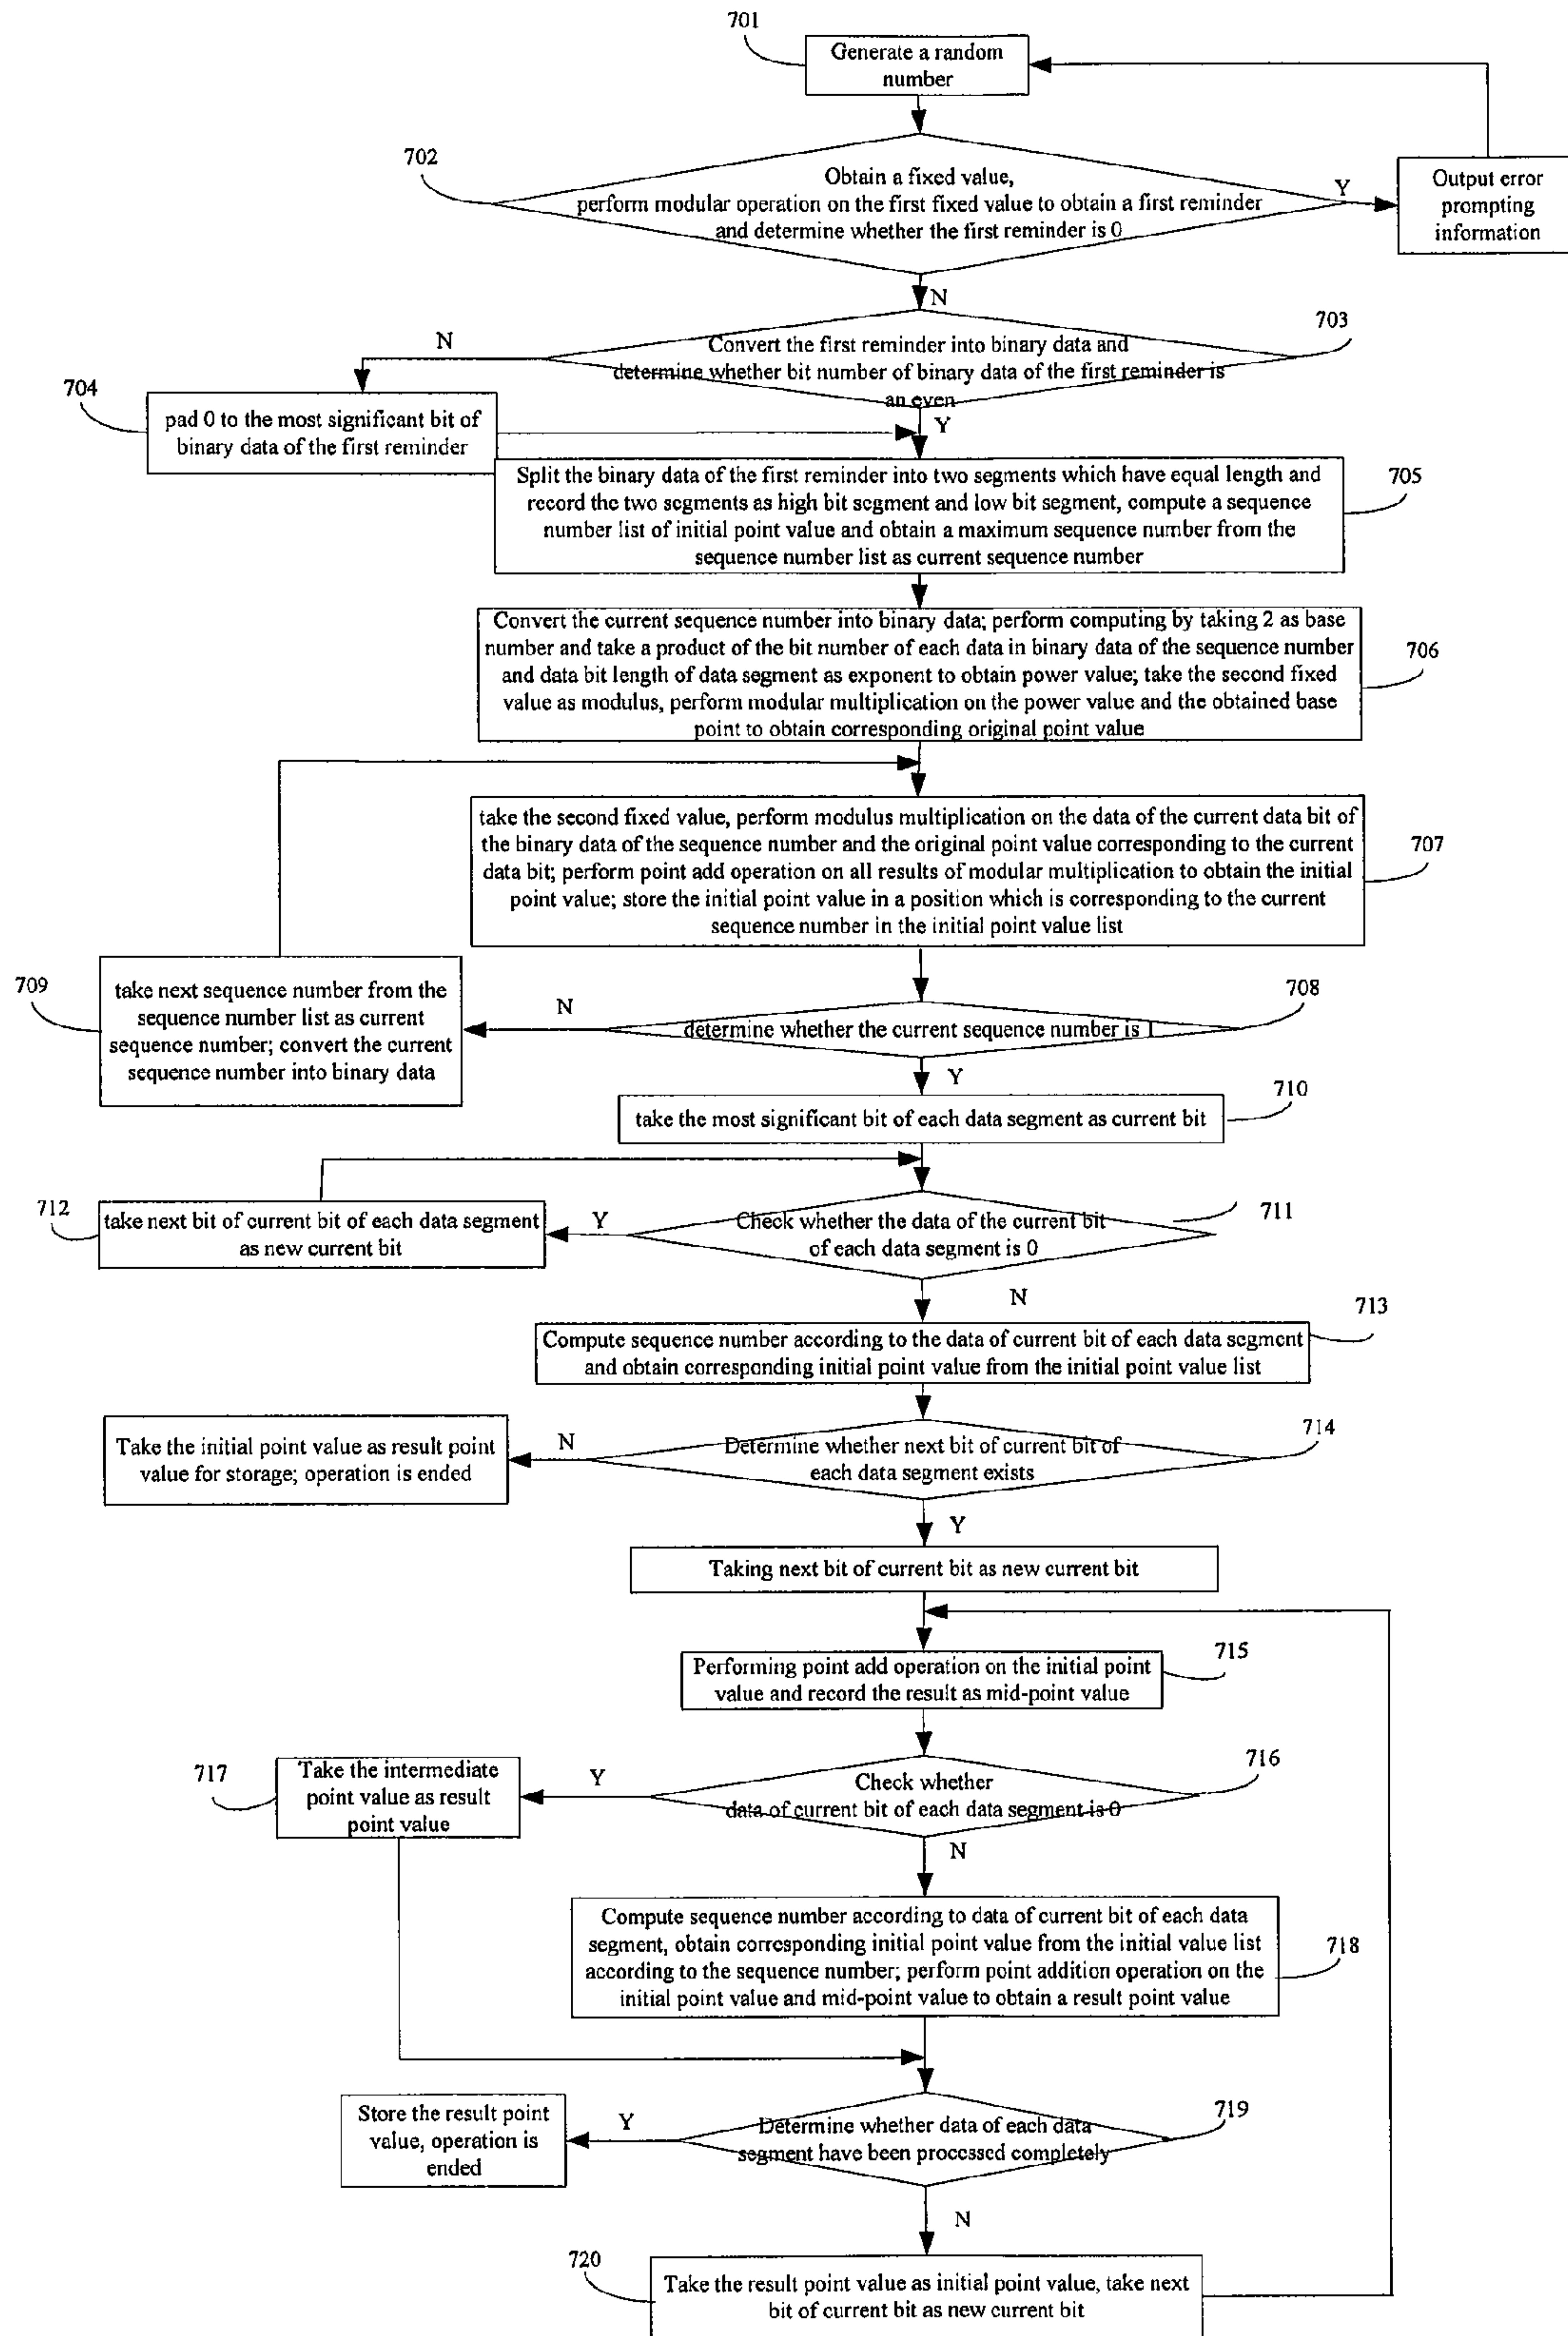 701
Generate a random
number
702
Obtain a fixed value,
perform modular operation on the first fixed value to obtain a first reminder
and determine whether the first reminder is 0
Y
Output error
prompting
information
N
703
N
Convert the first reminder into binary data and
determine whether bit number of binary data of the first reminder is
an even
704
pad 0 to the most significant bit of
binary data of the first reminder
Y
Split the binary data of the first reminder into two segments which have equal length and
record the two segments as high bit segment and low bit segment, compute a sequence
number list of initial point value and obtain a maximum sequence number from the
sequence number list as current sequence number
705
Convert the current sequence number into binary data; perform computing by taking 2 as base
number and take a product of the bit number of each data in binary data of the sequence number
and data bit length of data segment as exponent to obtain power value; take the second fixed
value as modulus, perform modular multiplication on the power value and the obtained base
point to obtain corresponding original point value
706
take the second fixed value, perform modulus multiplication on the data of the current data bit of
the binary data of the sequence number and the original point value corresponding to the current
data bit; perform point add operation on all results of modular multiplication to obtain the initial
point value; store the initial point value in a position which is corresponding to the current
sequence number in the initial point value list
707
709
take next sequence number from the
sequence number list as current
sequence number; convert the current
sequence number into binary data
N
determine whether the current sequence number is 1
708
Y
take the most significant bit of each data segment as current bit
710
712
take next bit of current bit of each data segment
as new current bit
Y
Check whether the data of the current bit
of each data segment is 0
711
N
Compute sequence number according to the data of current bit of each data segment
and obtain corresponding initial point value from the initial point value list
713
Take the initial point value as result point
value for storage; operation is ended
N
Determine whether next bit of current bit of
each data segment exists
714
Y
Taking next bit of current bit as new current bit
Performing point add operation on the initial point
value and record the result as mid-point value
715
717
Take the intermediate
point value as result
point value
Y
Check whether
data of current bit of each data segment is 0
716
N
Compute sequence number according to data of current bit of each data
segment, obtain corresponding initial point value from the initial value list
according to the sequence number; perform point addition operation on the
initial point value and mid-point value to obtain a result point value
718
Store the result point
value, operation is
ended
Y
Determine whether data of each data
segment have been processed completely
719
N
720
Take the result point value as initial point value, take next
bit of current bit as new current bit